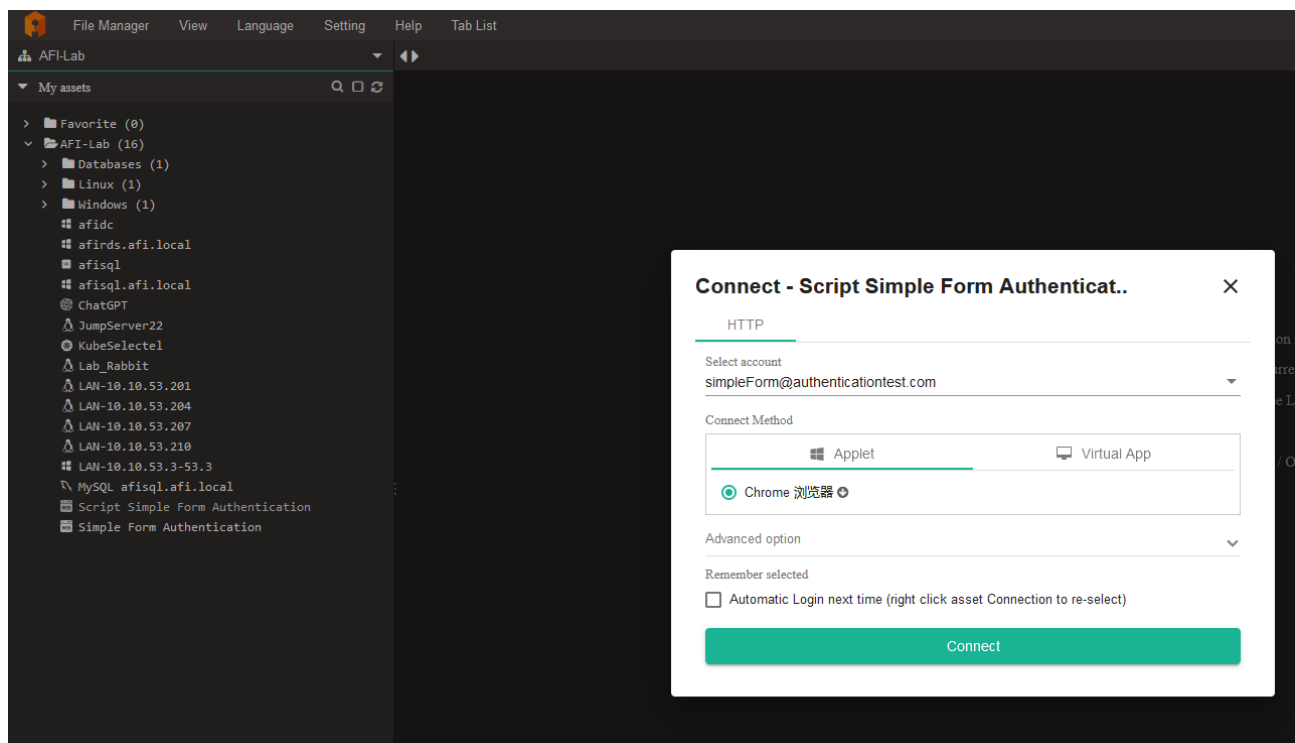 File Manager View Language Setting Help Tab List
AFI-Lab
My assets
Favorite (0)
AFI-Lab (16)
Databases (1)
Linux (1)
Windows (1)
afidc
afirds.afi.local
afisql
afisql.afi.local
ChatGPT
JumpServer22
KubeSelectel
Lab_Rabbit
LAN-10.10.53.201
LAN-10.10.53.204
LAN-10.10.53.207
LAN-10.10.53.210
LAN-10.10.53.3-53.3
MySQL afisql.afi.local
Script Simple Form Authentication
Simple Form Authentication
Connect - Script Simple Form Authenticat..
HTTP
Select account
simpleForm@authenticationtest.com
Connect Method
Applet Virtual App
Chrome 浏览器
Advanced option
Remember selected
Automatic Login next time (right click asset Connection to re-select)
Connect